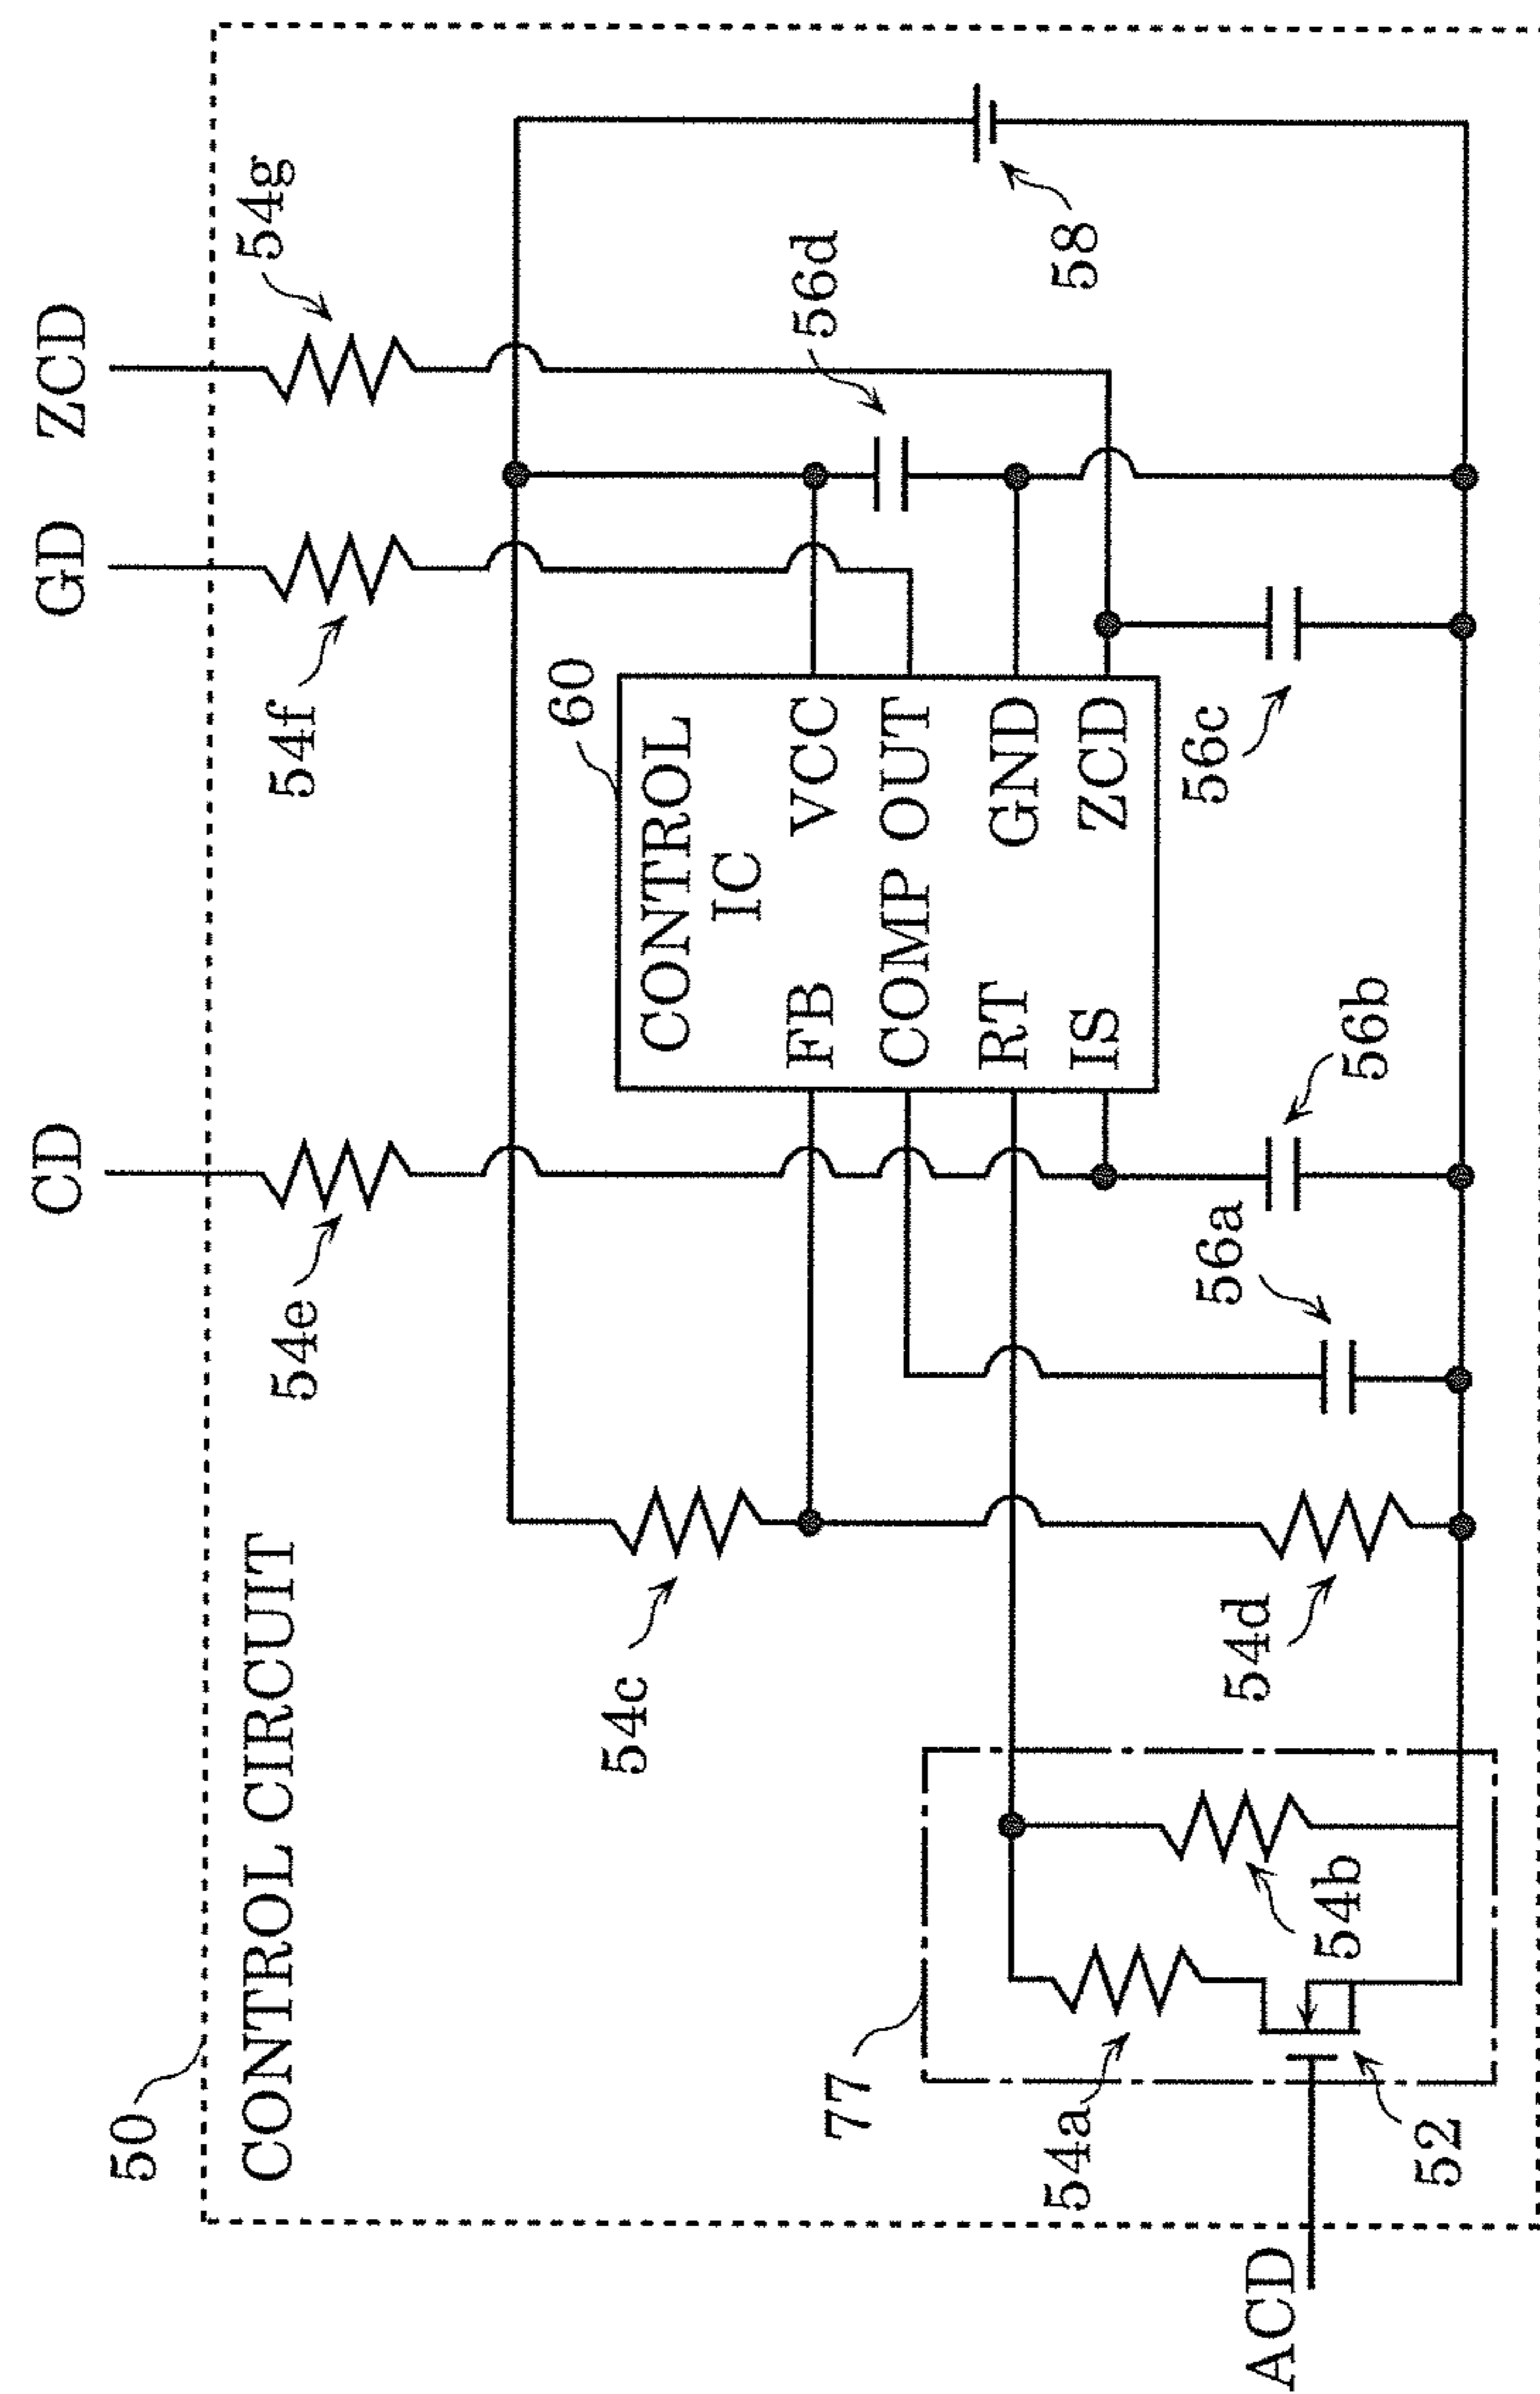 CD
GD
ZCD
50
CONTROL CIRCUIT
54e
54f
54g
60
CONTROL
IC
FB
VCC
COMP
OUT
RT
GND
IS
ZCD
54c
56d
77
58
54a
54b
54d
56a
56b
56c
52
ACD